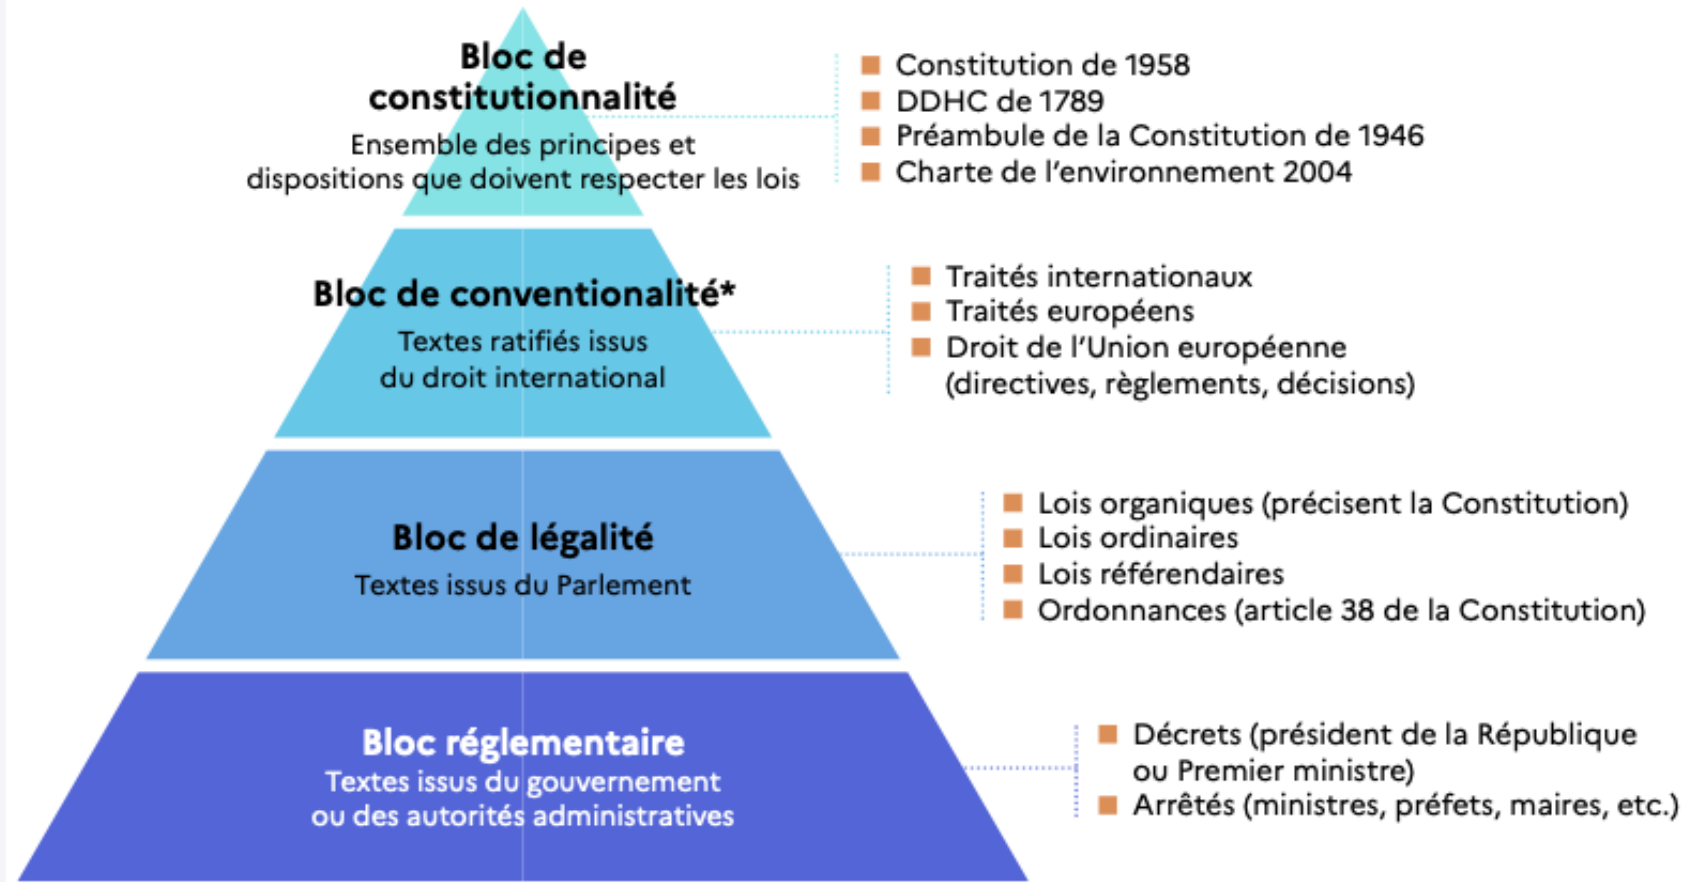 Bloc de
constitutionnalité
Ensemble des principes et
dispositions que doivent respecter les lois
Constitution de 1958
DDHC de 1789
Préambule de la Constitution de 1946
Charte de l'environnement 2004
Bloc de conventionalité*
Textes ratifiés issus
du droit international
Traités internationaux
Traités européens
Droit de l'Union européenne
(directives, règlements, décisions)
Bloc de légalité
Textes issus du Parlement
Lois organiques (précisent la Constitution)
Lois ordinaires
Lois référendaires
Ordonnances (article 38 de la Constitution)
Bloc réglementaire
Textes issus du gouvernement
ou des autorités administratives
Décrets (président de la République
ou Premier ministre)
Arrêtés (ministres, préfets, maires, etc.)